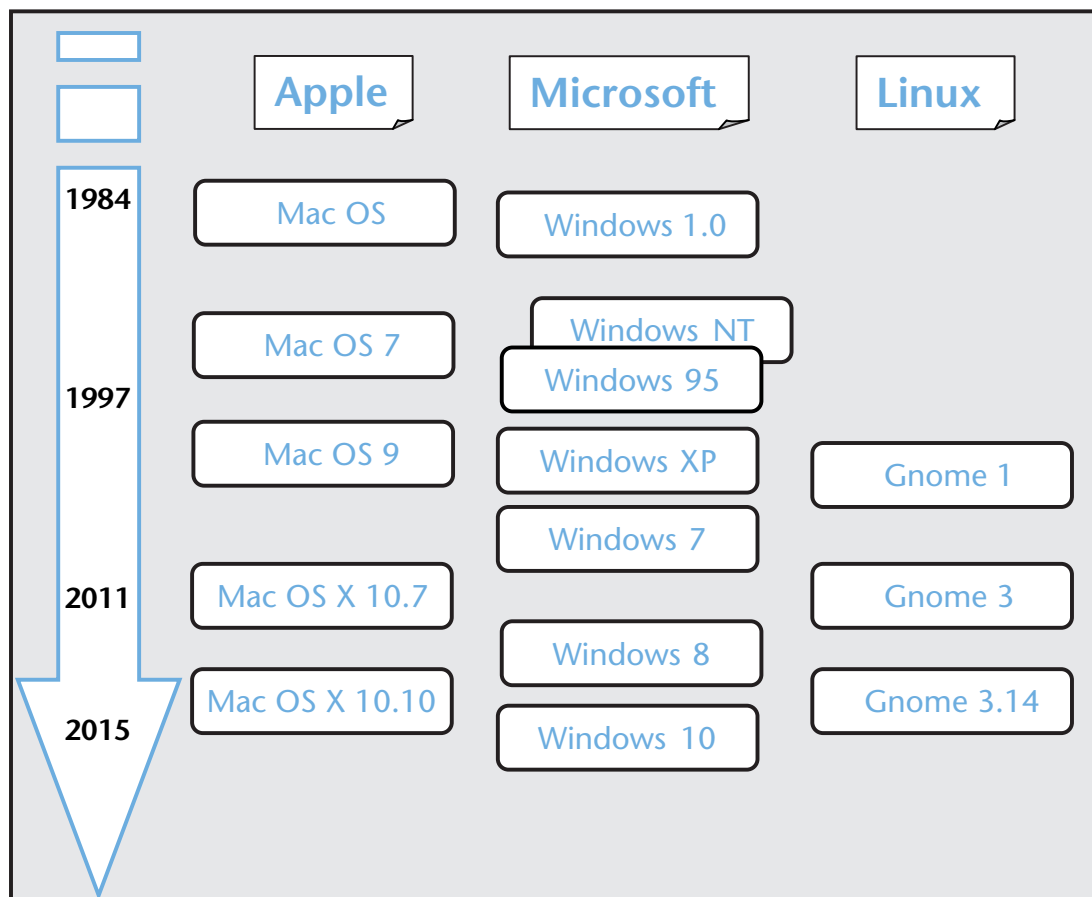 Apple
Microsoft
Linux
1984
Mac OS
Windows 1.0
Windows NT
Mac OS 7
Windows 95
1997
Mac OS 9
Windows XP
Gnome 1
Windows 7
2011
Mac OS X 10.7
Gnome 3
Windows 8
Mac OS X 10.10
Gnome 3.14
2015
Windows 10